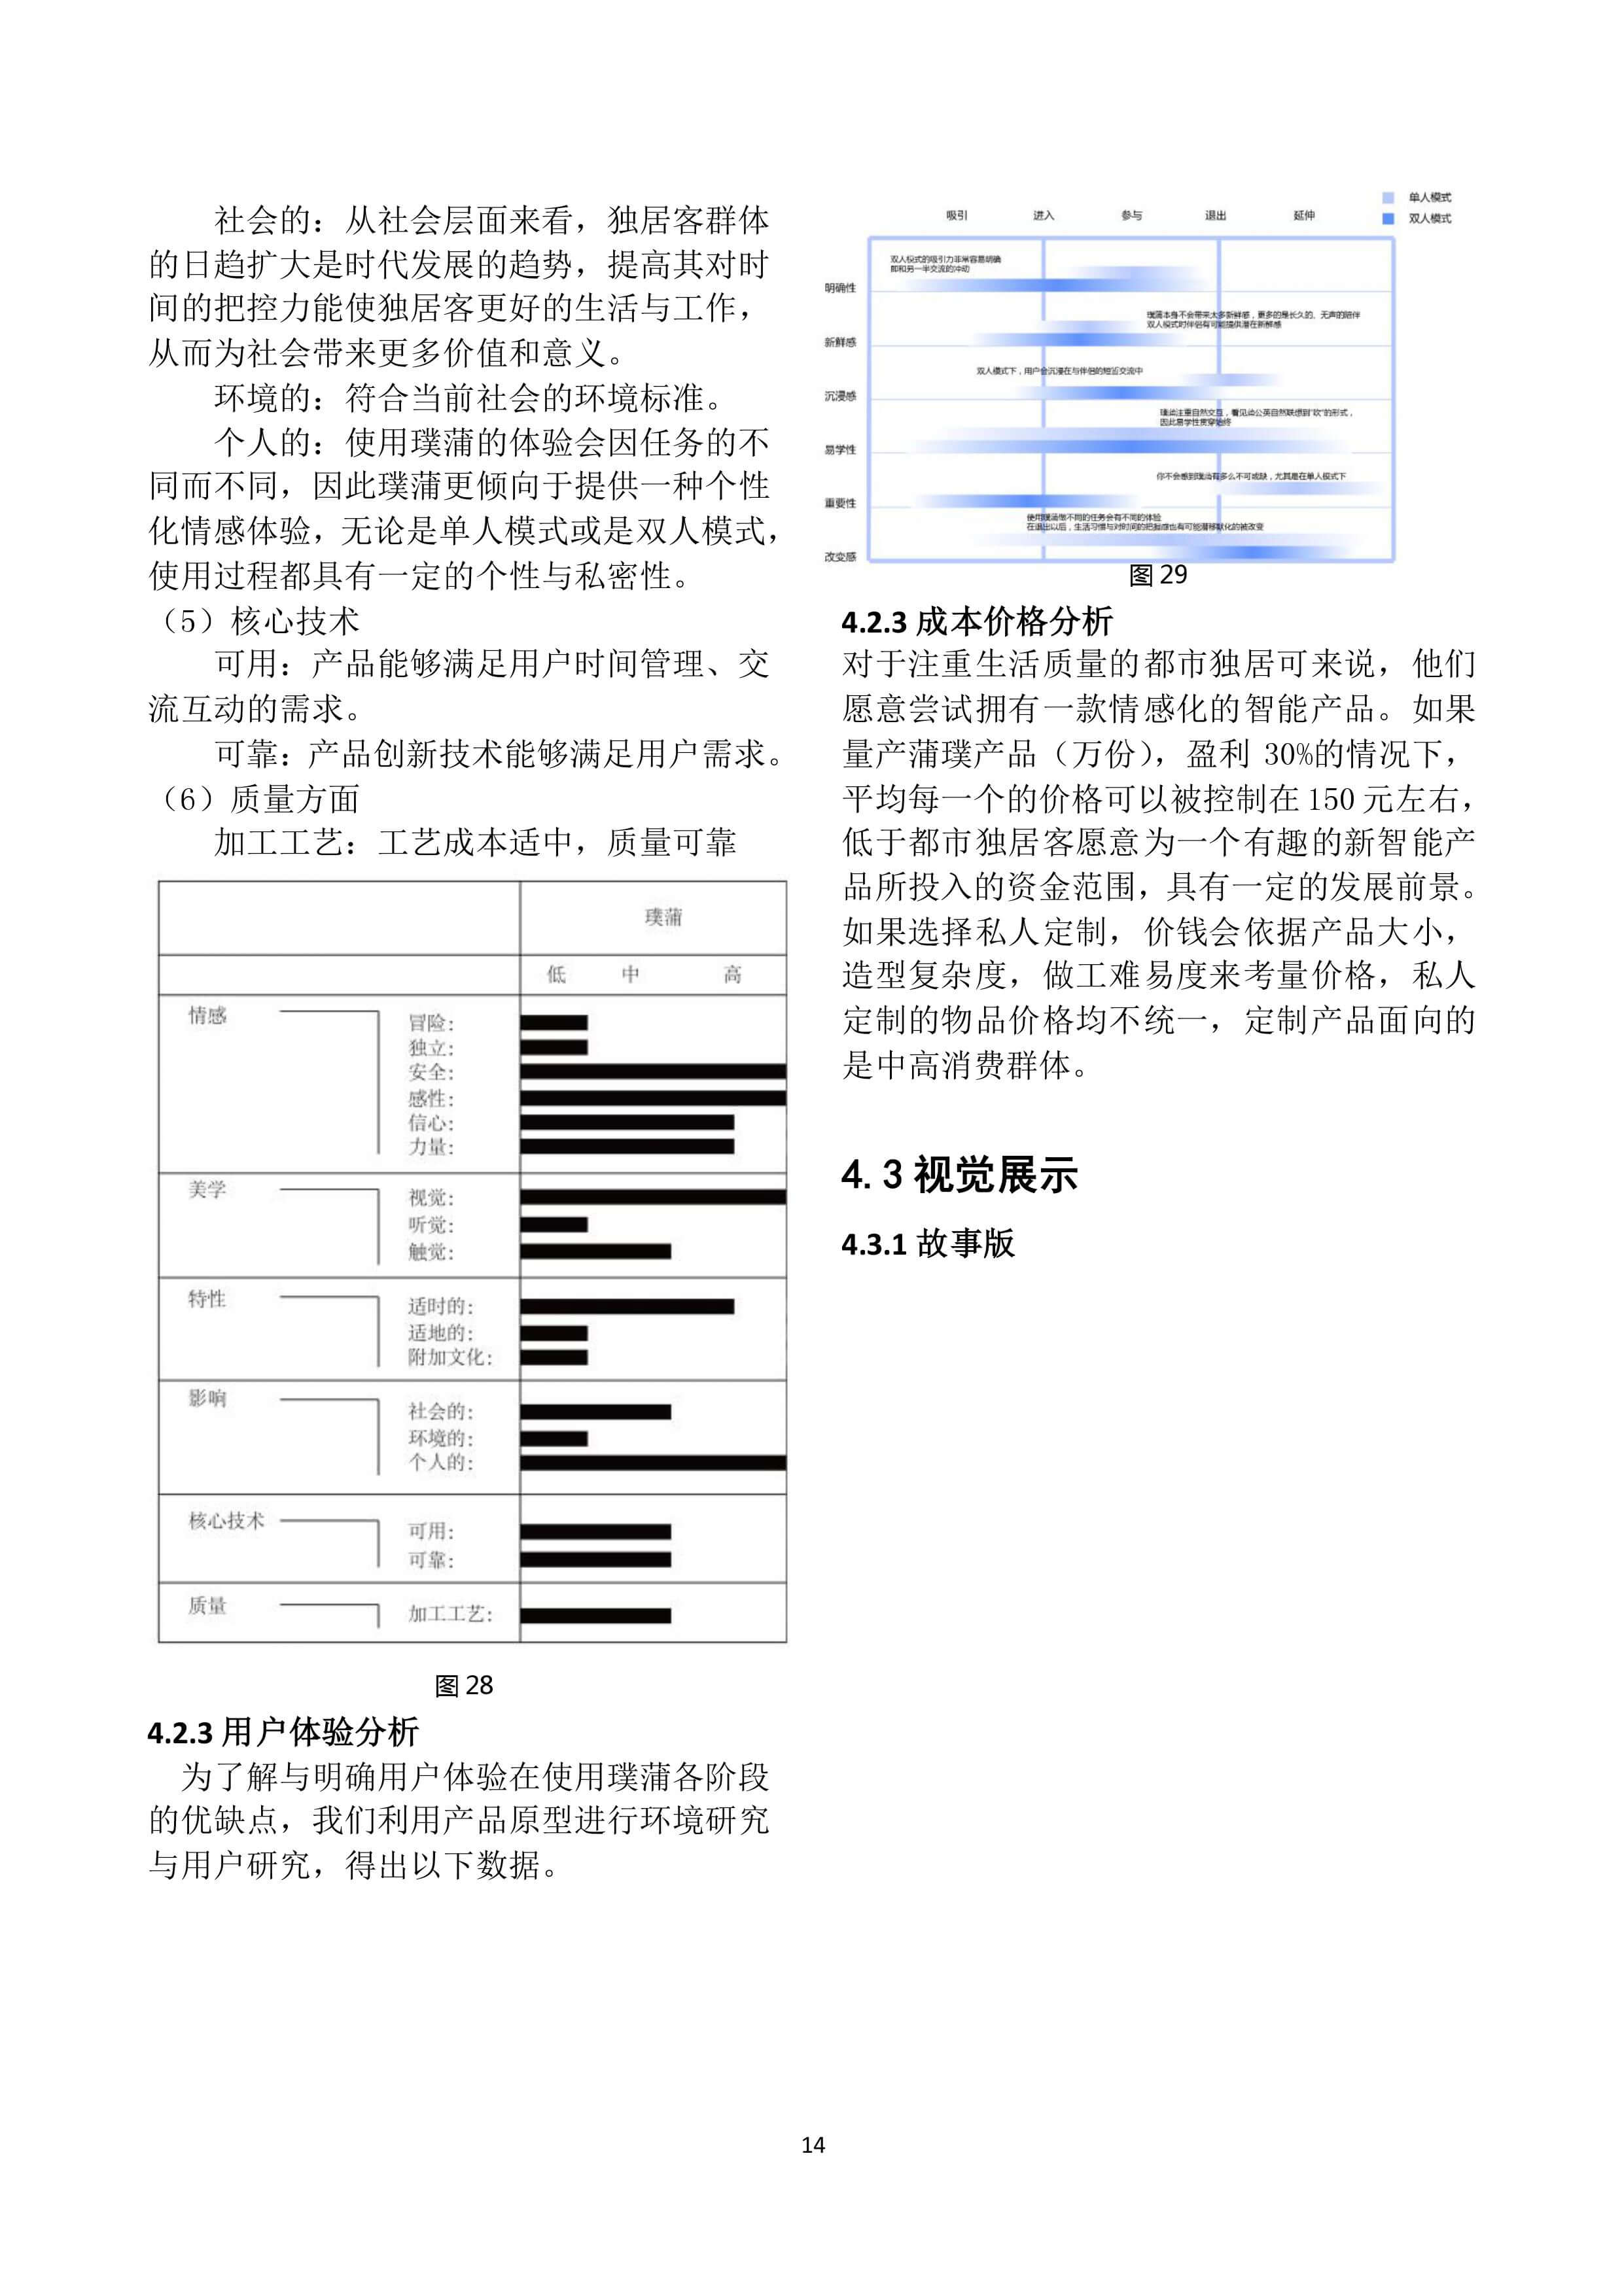 社会的：从社会层面来看，独居客群体
的日趋扩大是时代发展的趋势，提高其对时
间的把控力能使独居客更好的生活与工作，
从而为社会带来更多价值和意义。
环境的：符合当前社会的环境标准。
个人的：使用璞蒲的体验会因任务的不
同而不同，因此璞蒲更倾向于提供一种个性
化情感体验，无论是单人模式或是双人模式，
使用过程都具有一定的个性与私密性。
（5）核心技术
可用：产品能够满足用户时间管理、交
流互动的需求。
可靠：产品创新技术能够满足用户需求。
（6）质量方面
加工工艺：工艺成本适中，质量可靠
璞蒲
低 中 高
情感
冒险：
独立：
安全：
感性：
信心：
力量：
美学
视觉：
听觉：
触觉：
特性
适时的：
适地的：
附加文化：
影响
社会的：
环境的：
个人的：
核心技术
可用：
可靠：
质量
加工工艺：
图 28
4.2.3 用户体验分析
为了解与明确用户体验在使用璞蒲各阶段
的优缺点，我们利用产品原型进行环境研究
与用户研究，得出以下数据。
单人模式
双人模式
吸引 进入 参与 退出 延伸
明确性
双人模式的吸引力非常容易明确
即和另一半交流的冲动
新鲜感
本身不会带来太多新鲜感，更多的是长久的、无声的陪伴
双人模式时伴侣有可能提供潜在新鲜感
沉浸感
双人模式下，用户会沉浸在与伴侣的短近交流中
易学性
注重自然交互，看见蒲公英自然联想到“吹”的形式，
因此易学性贯穿始终
重要性
你不会感到有多么不可或缺，尤其是在单人模式下
改变感
使用做不同的任务会有不同的体验
在退出以后，生活习惯与对时间的把握感也有可能潜移默化的被改变
图 29
4.2.3 成本价格分析
对于注重生活质量的都市独居可来说，他们
愿意尝试拥有一款情感化的智能产品。如果
量产蒲璞产品（万份），盈利 30%的情况下，
平均每一个的价格可以被控制在 150 元左右，
低于都市独居客愿意为一个有趣的新智能产
品所投入的资金范围，具有一定的发展前景。
如果选择私人定制，价钱会依据产品大小，
造型复杂度，做工难易度来考量价格，私人
定制的物品价格均不统一，定制产品面向的
是中高消费群体。
4.3 视觉展示
4.3.1 故事版
14